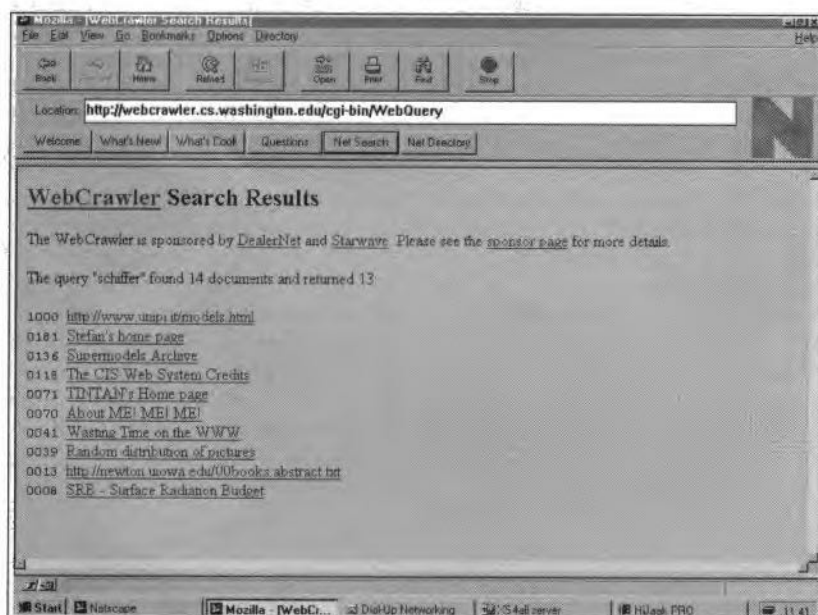 Mozilla - [WebCrawler Search Results]
File Edit View Go Bookmarks Options Directory Help
Back Home Reload Open Print Find Stop
Location: http://webcrawler.cs.washington.edu/cgi-bin/WebQuery
Welcome What's New! What's Cool! Questions Net Search Net Directory
WebCrawler Search Results
The WebCrawler is sponsored by DealerNet and Starwave. Please see the sponsor page for more details.
The query "schiffer" found 14 documents and returned 13
1000 http://www.unipi.it/models.html
0181 Stefan's home page
0136 Supermodels Archive
0118 The CIS Web System Credits
0071 TINTAN's Home page
0070 About ME! ME! ME!
0041 Wasting Time on the WWW
0039 Random distribution of pictures
0013 http://newton.uiowa.edu/00books.abstract.txt
0008 SRB - Surface Radiation Budget
Start Netscape Mozilla - [WebCr... Dial-Up Networking server HiJaak PRO 11:41